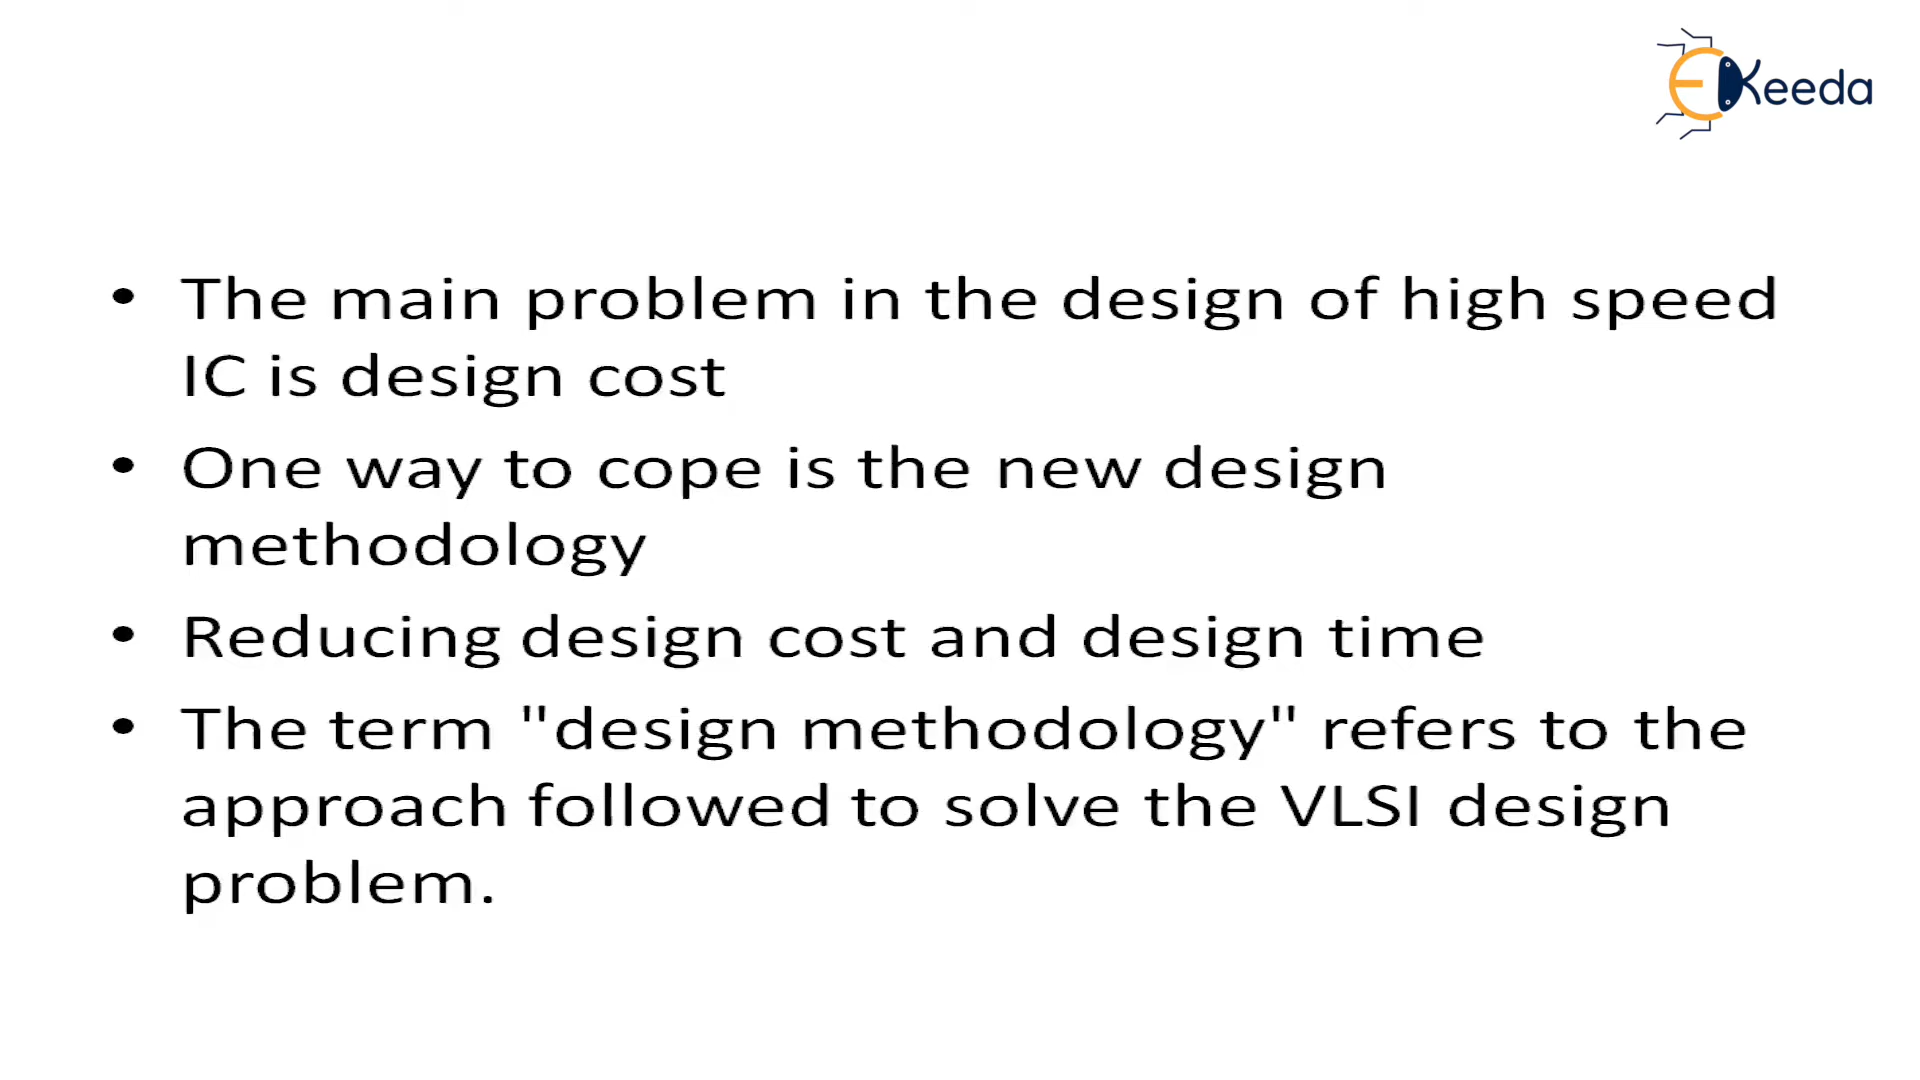 EKeeda
• The main problem in the design of high speed
IC is design cost
• One way to cope is the new design
methodology
• Reducing design cost and design time
• The term "design methodology" refers to the
approach followed to solve the VLSI design
problem.